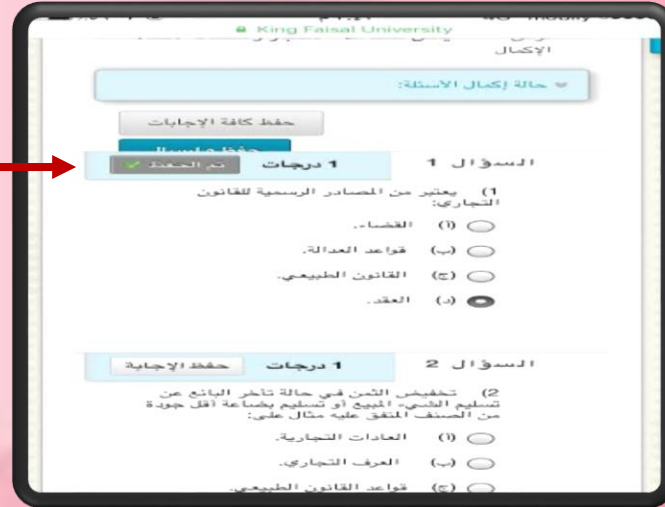 King Faisal University
الإكمال
حالة إكمال الأسئلة:
حفظ كافة الإجابات
السؤال 1
1 درجات
تم الحفظ
1) يعتبر من المصادر الرسمية للقانون
التجاري:
(أ) القضاء.
(ب) قواعد العدالة.
(ج) القانون الطبيعي.
(د) العقد.
السؤال 2
1 درجات
حفظ الإجابة
2) تخفيض الثمن في حالة تأخر البائع عن
تسليم الشيء المبيع أو تسليم بضاعة أقل جودة
من الصنف المتفق عليه مثال على:
(أ) العادات التجارية.
(ب) العرف التجاري.
(ج) قواعد القانون الطبيعي.